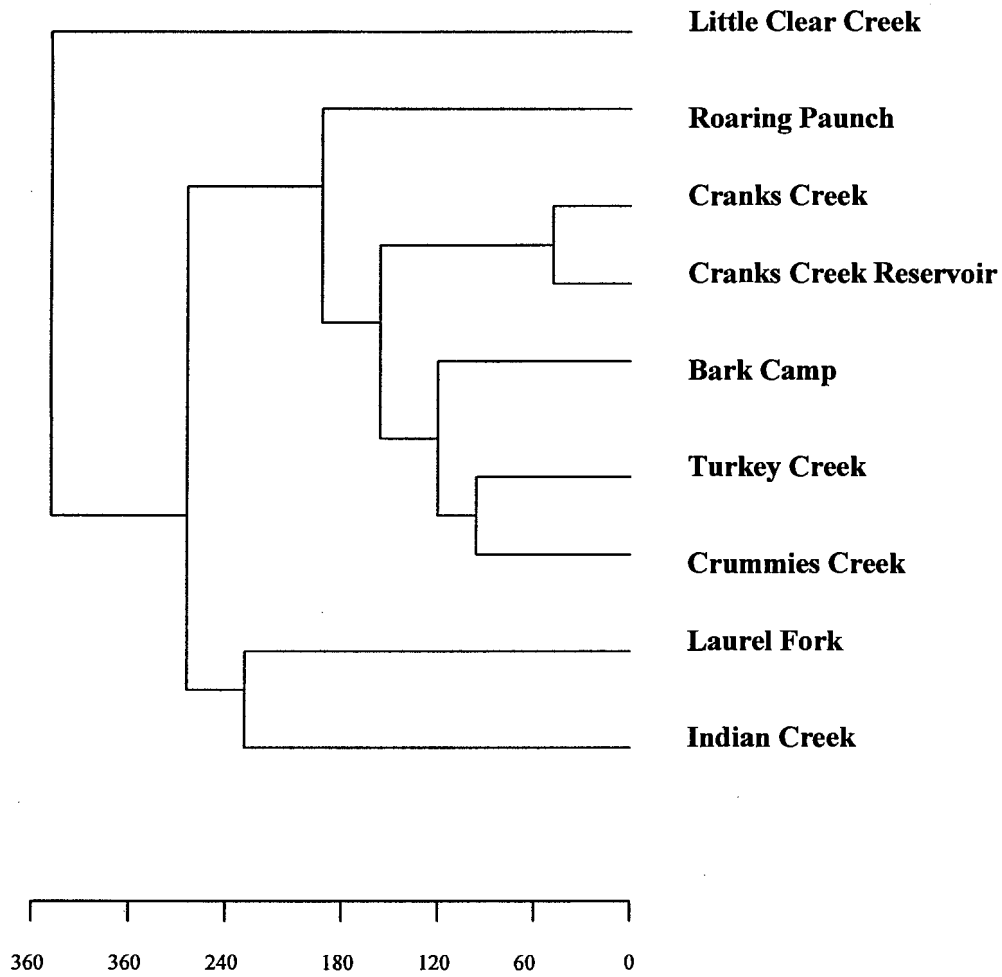 Little Clear Creek
Roaring Paunch
Cranks Creek
Cranks Creek Reservoir
Bark Camp
Turkey Creek
Crummies Creek
Laurel Fork
Indian Creek
360 360 240 180 120 60 0